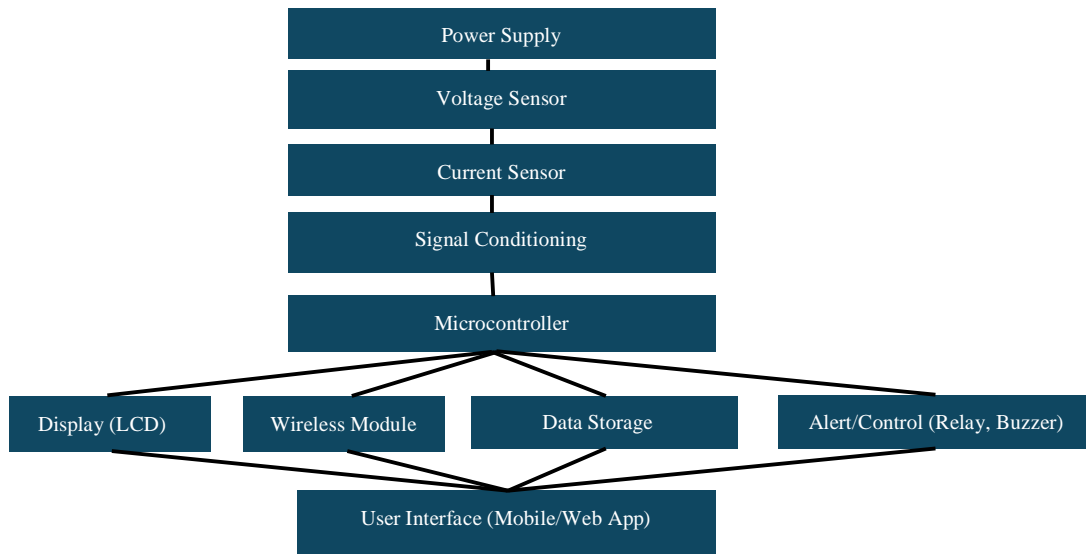 Power Supply
Voltage Sensor
Current Sensor
Signal Conditioning
Microcontroller
Display (LCD)
Wireless Module
Data Storage
Alert/Control (Relay, Buzzer)
User Interface (Mobile/Web App)